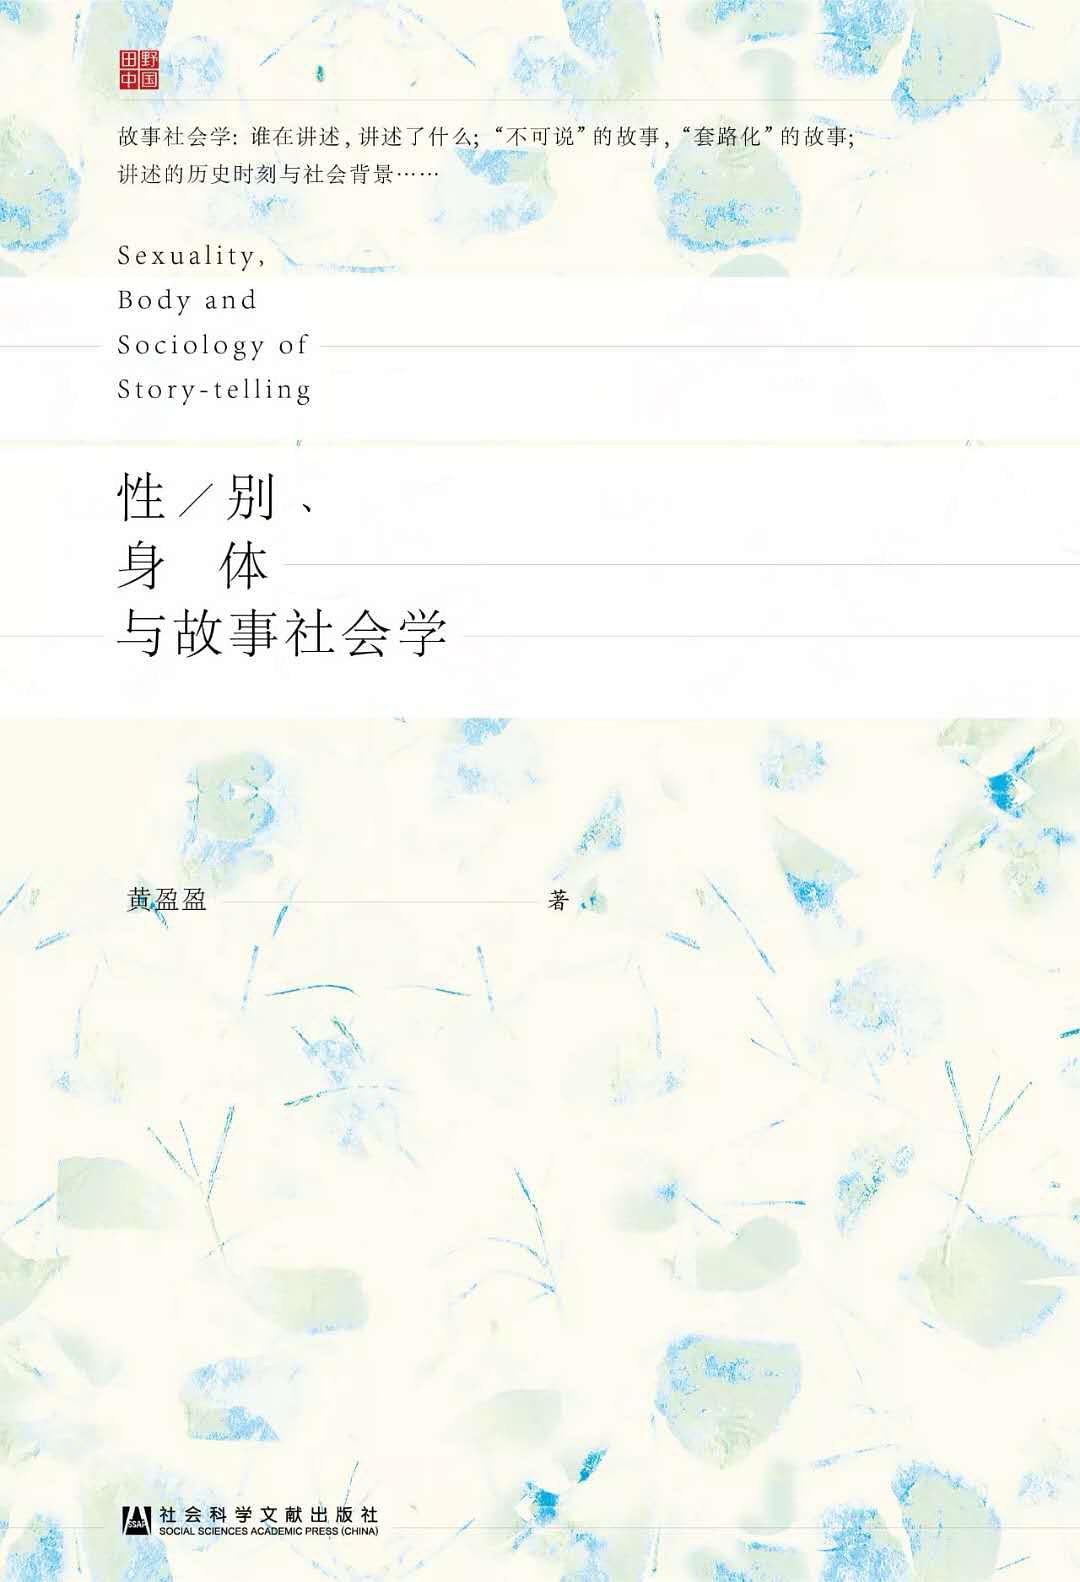 田野
中国
故事社会学：谁在讲述，讲述了什么；“不可说”的故事，“套路化”的故事；
讲述的历史时刻与社会背景……
Sexuality,
Body and
Sociology of
Story-telling
性／别、
身 体
与故事社会学
黄盈盈 著
社会科学文献出版社
SOCIAL SCIENCES ACADEMIC PRESS (CHINA)
SSAP